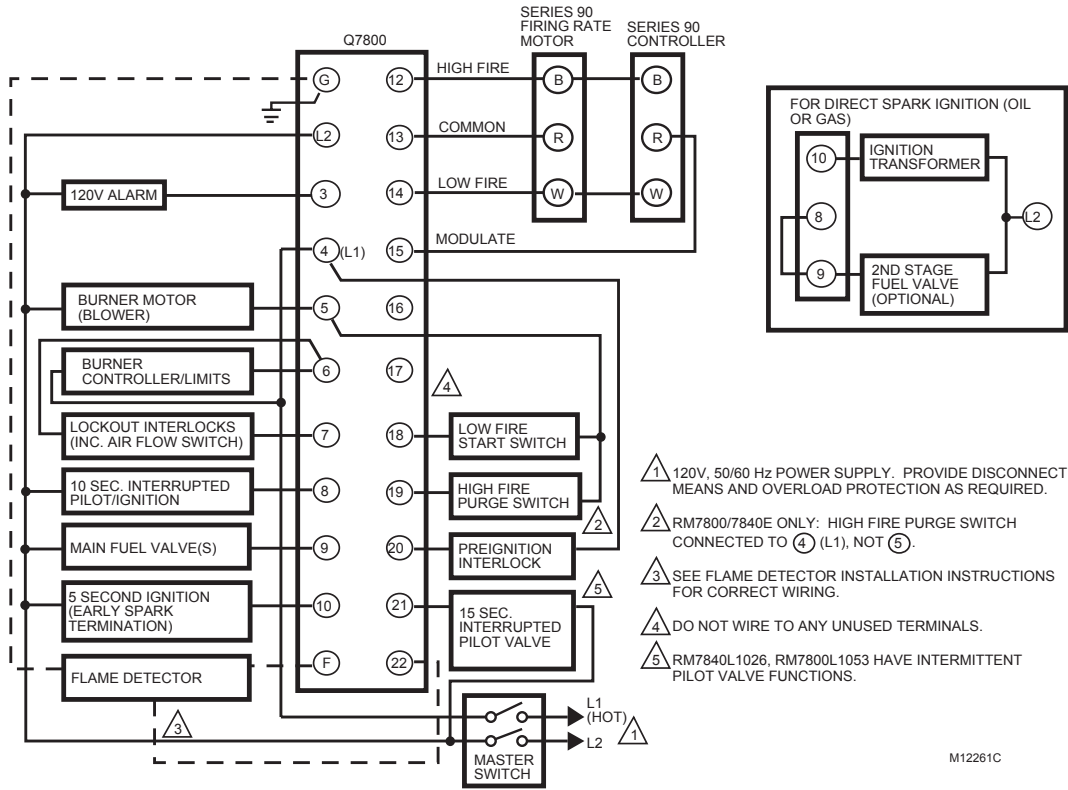 SERIES 90
FIRING RATE
MOTOR
SERIES 90
CONTROLLER
Q7800
G
L2
3
4
(L1)
5
6
7
8
9
10
F
12
13
14
15
16
17
18
19
20
21
22
HIGH FIRE
COMMON
LOW FIRE
MODULATE
B
R
W
B
R
W
120V ALARM
BURNER MOTOR
(BLOWER)
BURNER
CONTROLLER/LIMITS
LOCKOUT INTERLOCKS
(INC. AIR FLOW SWITCH)
10 SEC. INTERRUPTED
PILOT/IGNITION
MAIN FUEL VALVE(S)
5 SECOND IGNITION
(EARLY SPARK
TERMINATION)
FLAME DETECTOR
3
4
LOW FIRE
START SWITCH
HIGH FIRE
PURGE SWITCH
2
PREIGNITION
INTERLOCK
5
15 SEC.
INTERRUPTED
PILOT VALVE
MASTER
SWITCH
L1
(HOT)
L2
1
FOR DIRECT SPARK IGNITION (OIL
OR GAS)
10
8
9
IGNITION
TRANSFORMER
2ND STAGE
FUEL VALVE
(OPTIONAL)
L2
1 120V, 50/60 Hz POWER SUPPLY. PROVIDE DISCONNECT
MEANS AND OVERLOAD PROTECTION AS REQUIRED.
2 RM7800/7840E ONLY: HIGH FIRE PURGE SWITCH
CONNECTED TO 4 (L1), NOT 5.
3 SEE FLAME DETECTOR INSTALLATION INSTRUCTIONS
FOR CORRECT WIRING.
4 DO NOT WIRE TO ANY UNUSED TERMINALS.
5 RM7840L1026, RM7800L1053 HAVE INTERMITTENT
PILOT VALVE FUNCTIONS.
M12261C